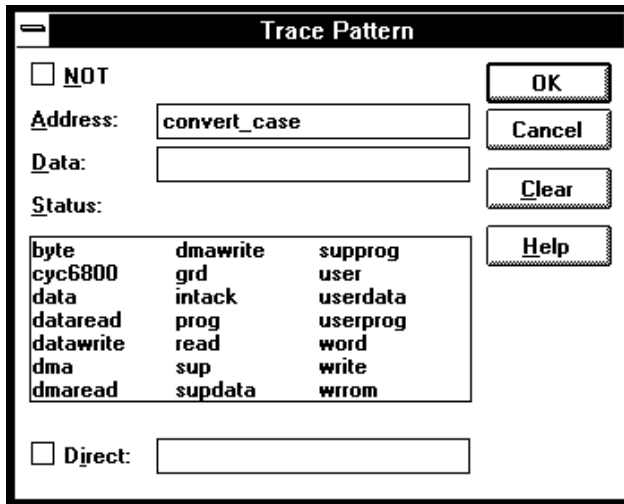 Trace Pattern
NOT
OK
Address: convert_case
Cancel
Data:
Clear
Status:
Help
byte dmawrite supprog
cyc6800 grd user
data intack userdata
dataread prog userprog
datawrite read word
dma sup write
dmaread supdata wrrom
Direct: